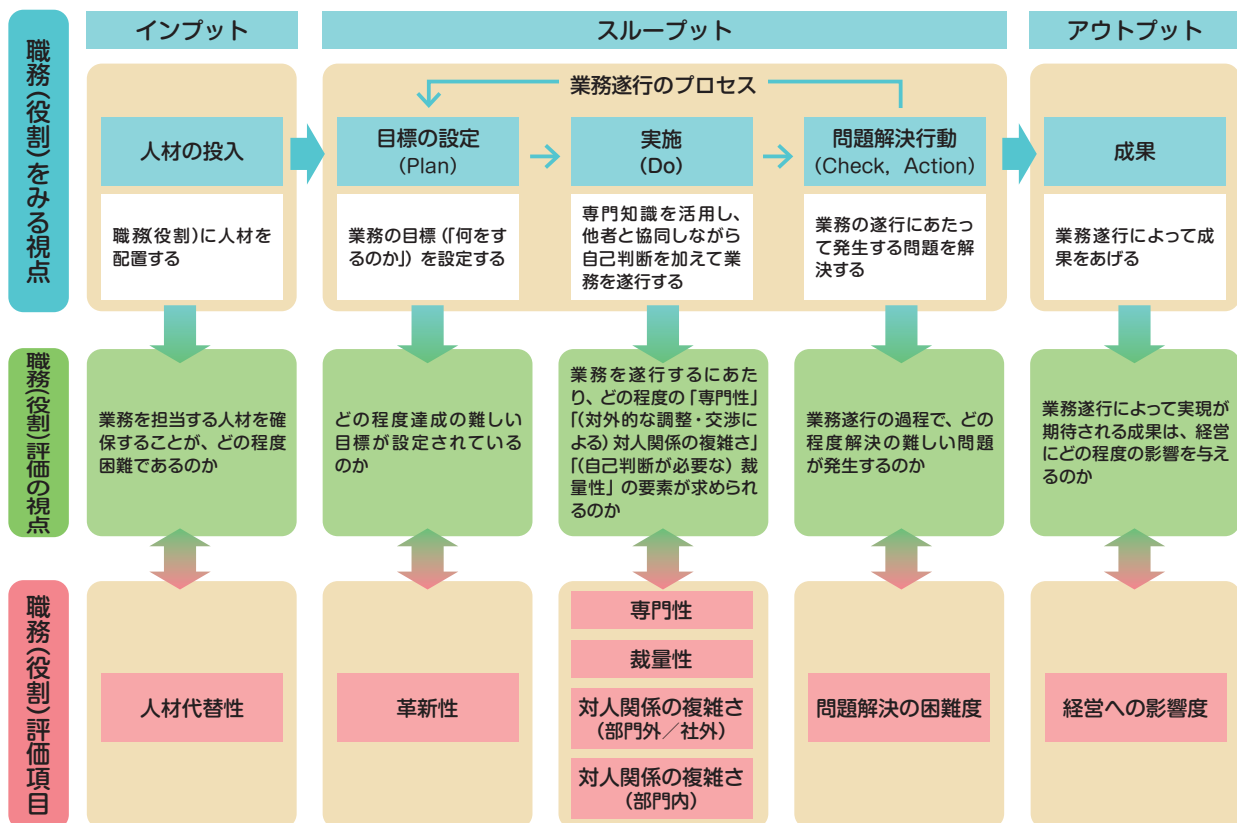 インプット
スループット
アウトプット
職務(役割)をみる視点
業務遂行のプロセス
人材の投入
目標の設定
(Plan)
実施
(Do)
問題解決行動
(Check, Action)
成果
職務(役割)に人材を
配置する
業務の目標(「何をす
るのか」)を設定する
専門知識を活用し、
他者と協同しながら
自己判断を加えて業
務を遂行する
業務の遂行にあたっ
て発生する問題を解
決する
業務遂行によって成
果をあげる
職務(役割)評価の視点
業務を担当する人材を確
保することが、どの程度
困難であるのか
どの程度達成の難しい
目標が設定されている
のか
業務を遂行するにあた
り、どの程度の「専門性」
「(対外的な調整・交渉に
よる)対人関係の複雑さ」
「(自己判断が必要な)裁
量性」の要素が求められ
るのか
業務遂行の過程で、どの
程度解決の難しい問題
が発生するのか
業務遂行によって実現が
期待される成果は、経営
にどの程度の影響を与え
るのか
職務(役割)評価項目
人材代替性
革新性
専門性
裁量性
対人関係の複雑さ
(部門外/社外)
対人関係の複雑さ
(部門内)
問題解決の困難度
経営への影響度